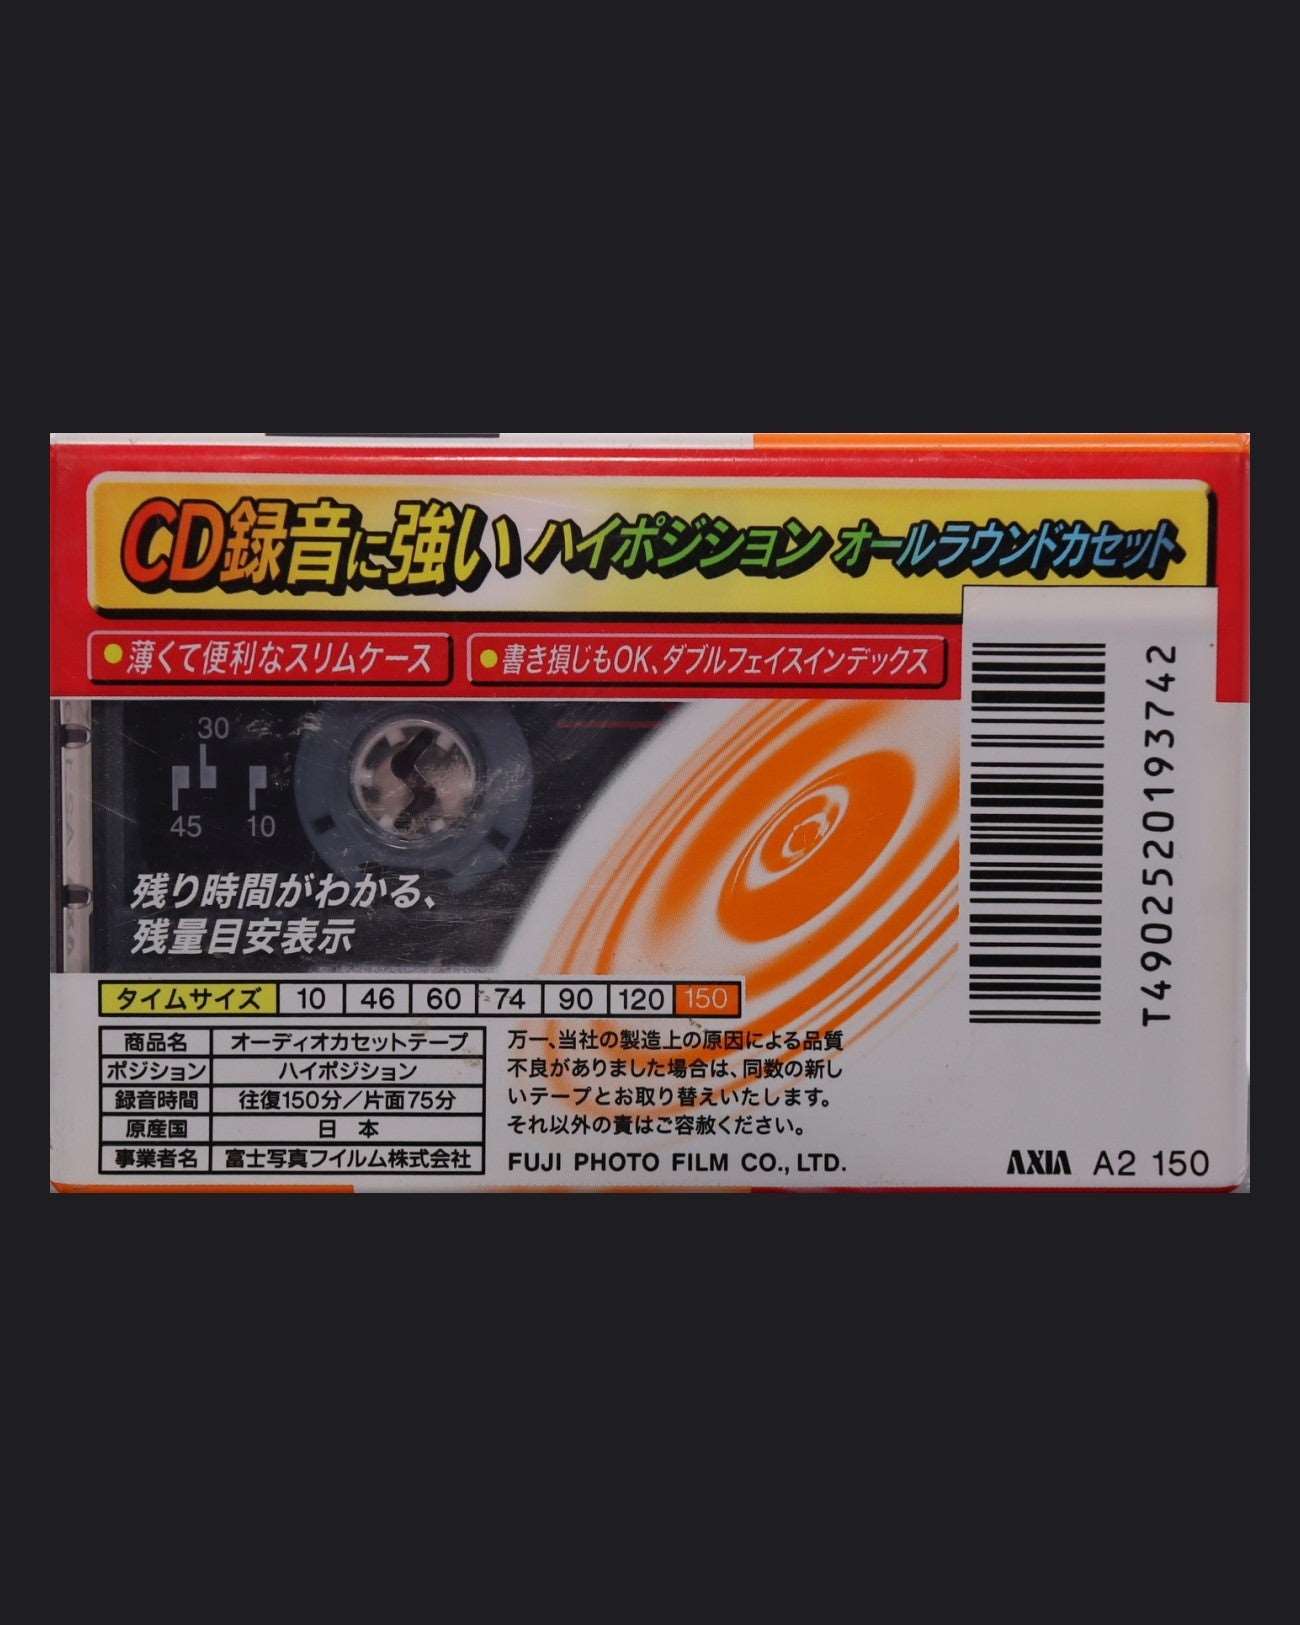 CD録音に強い ハイポジション オールラウンドカセット
●薄くて便利なスリムケース
●書き損じもOK、ダブルフェイスインデックス
30
45 10
残り時間がわかる、
残量目安表示
タイムサイズ 10 46 60 74 90 120 150
商品名 オーディオカセットテープ
ポジション ハイポジション
録音時間 往復150分/片面75分
原産国 日 本
事業者名 富士写真フイルム株式会社
万一、当社の製造上の原因による品質
不良がありました場合は、同数の新し
いテープとお取り替えいたします。
それ以外の責はご容赦ください。
FUJI PHOTO FILM CO., LTD.
T4902520193742
AXIA A2 150